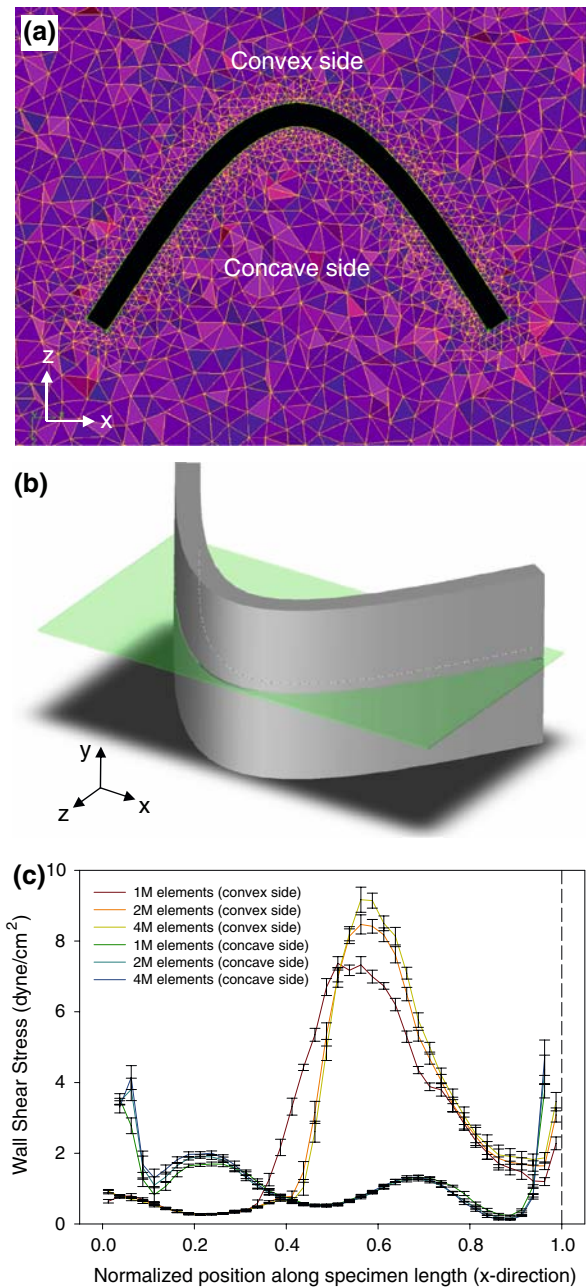 (a)
Convex side
Concave side
z
x
(b)
y
z
x
(c)
10
8
6
4
2
0
Wall Shear Stress (dyne/cm²)
1M elements (convex side)
2M elements (convex side)
4M elements (convex side)
1M elements (concave side)
2M elements (concave side)
4M elements (concave side)
0.0 0.2 0.4 0.6 0.8 1.0
Normalized position along specimen length (x-direction)